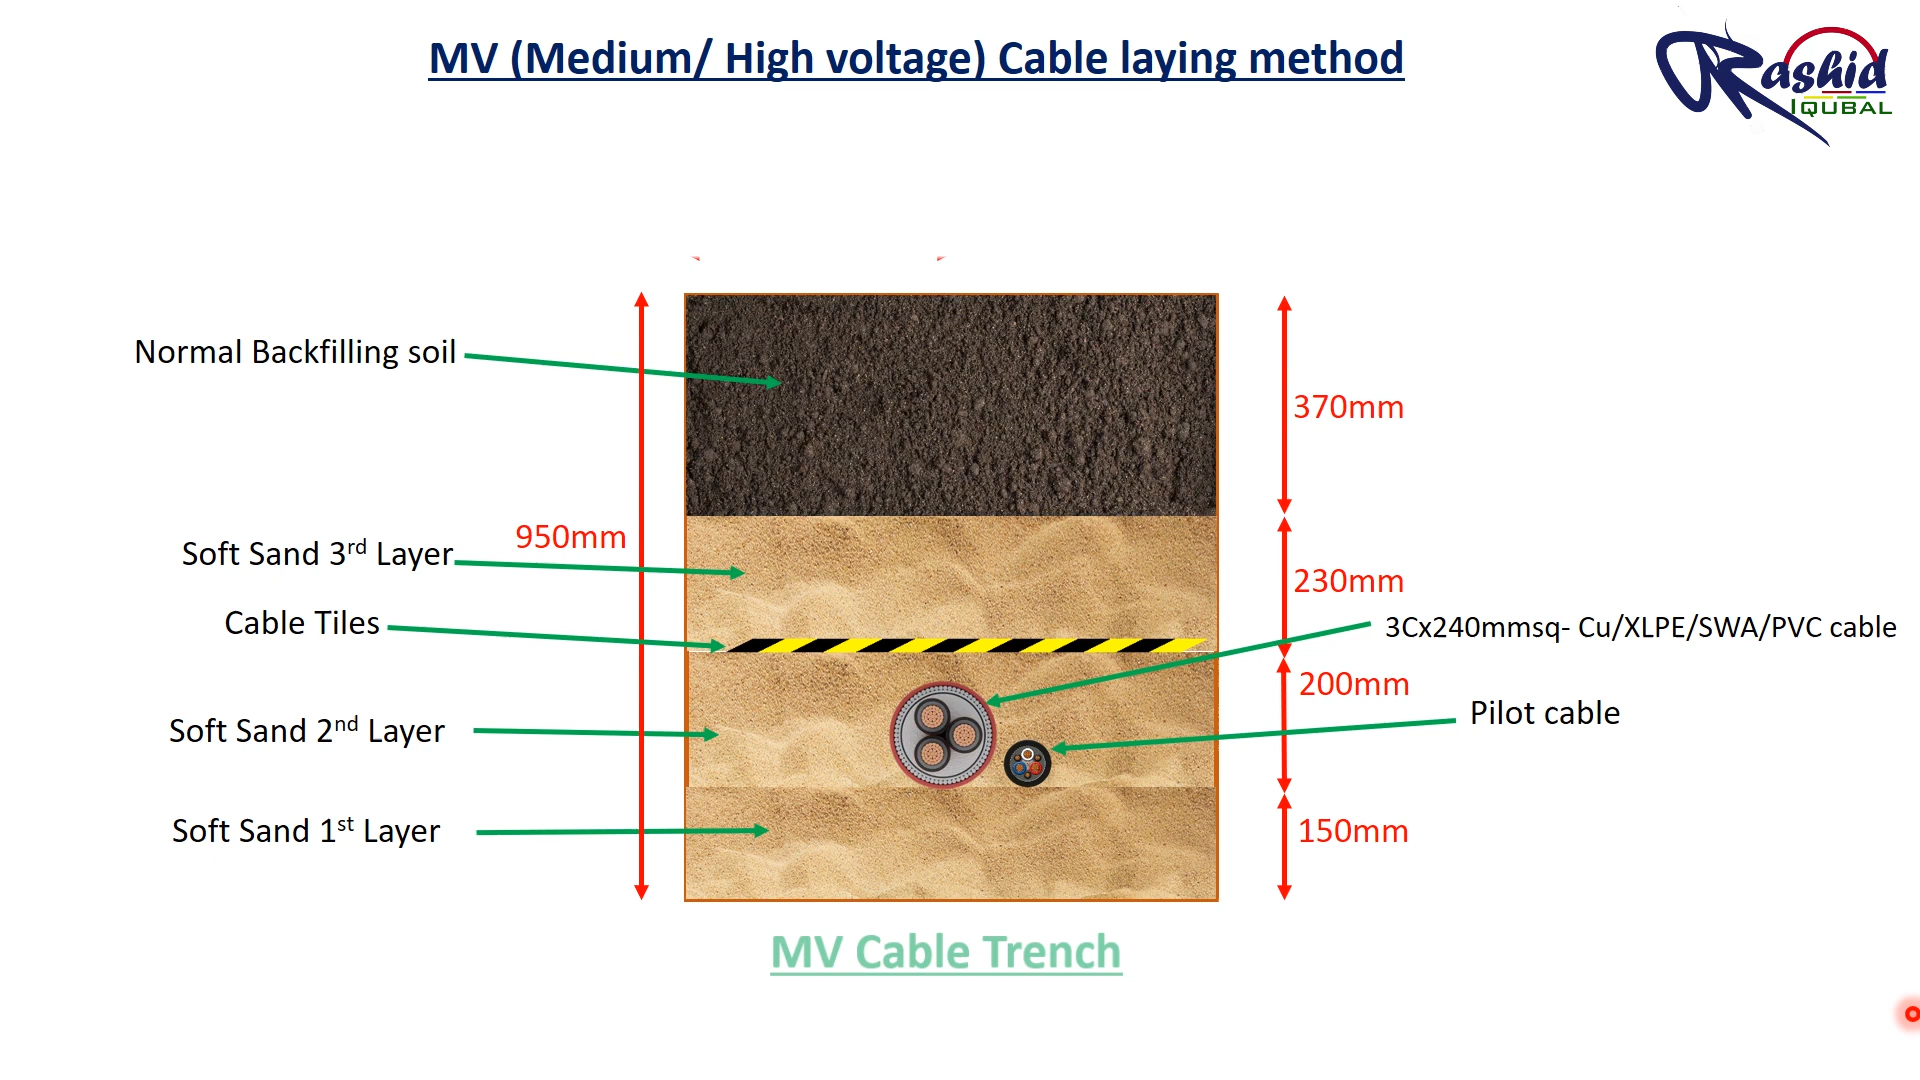 MV (Medium/ High voltage) Cable laying method
Rashid
IQUBAL
Normal Backfilling soil
370mm
950mm
Soft Sand 3rd Layer
230mm
Cable Tiles
3Cx240mmsq- Cu/XLPE/SWA/PVC cable
200mm
Pilot cable
Soft Sand 2nd Layer
Soft Sand 1st Layer
150mm
MV Cable Trench